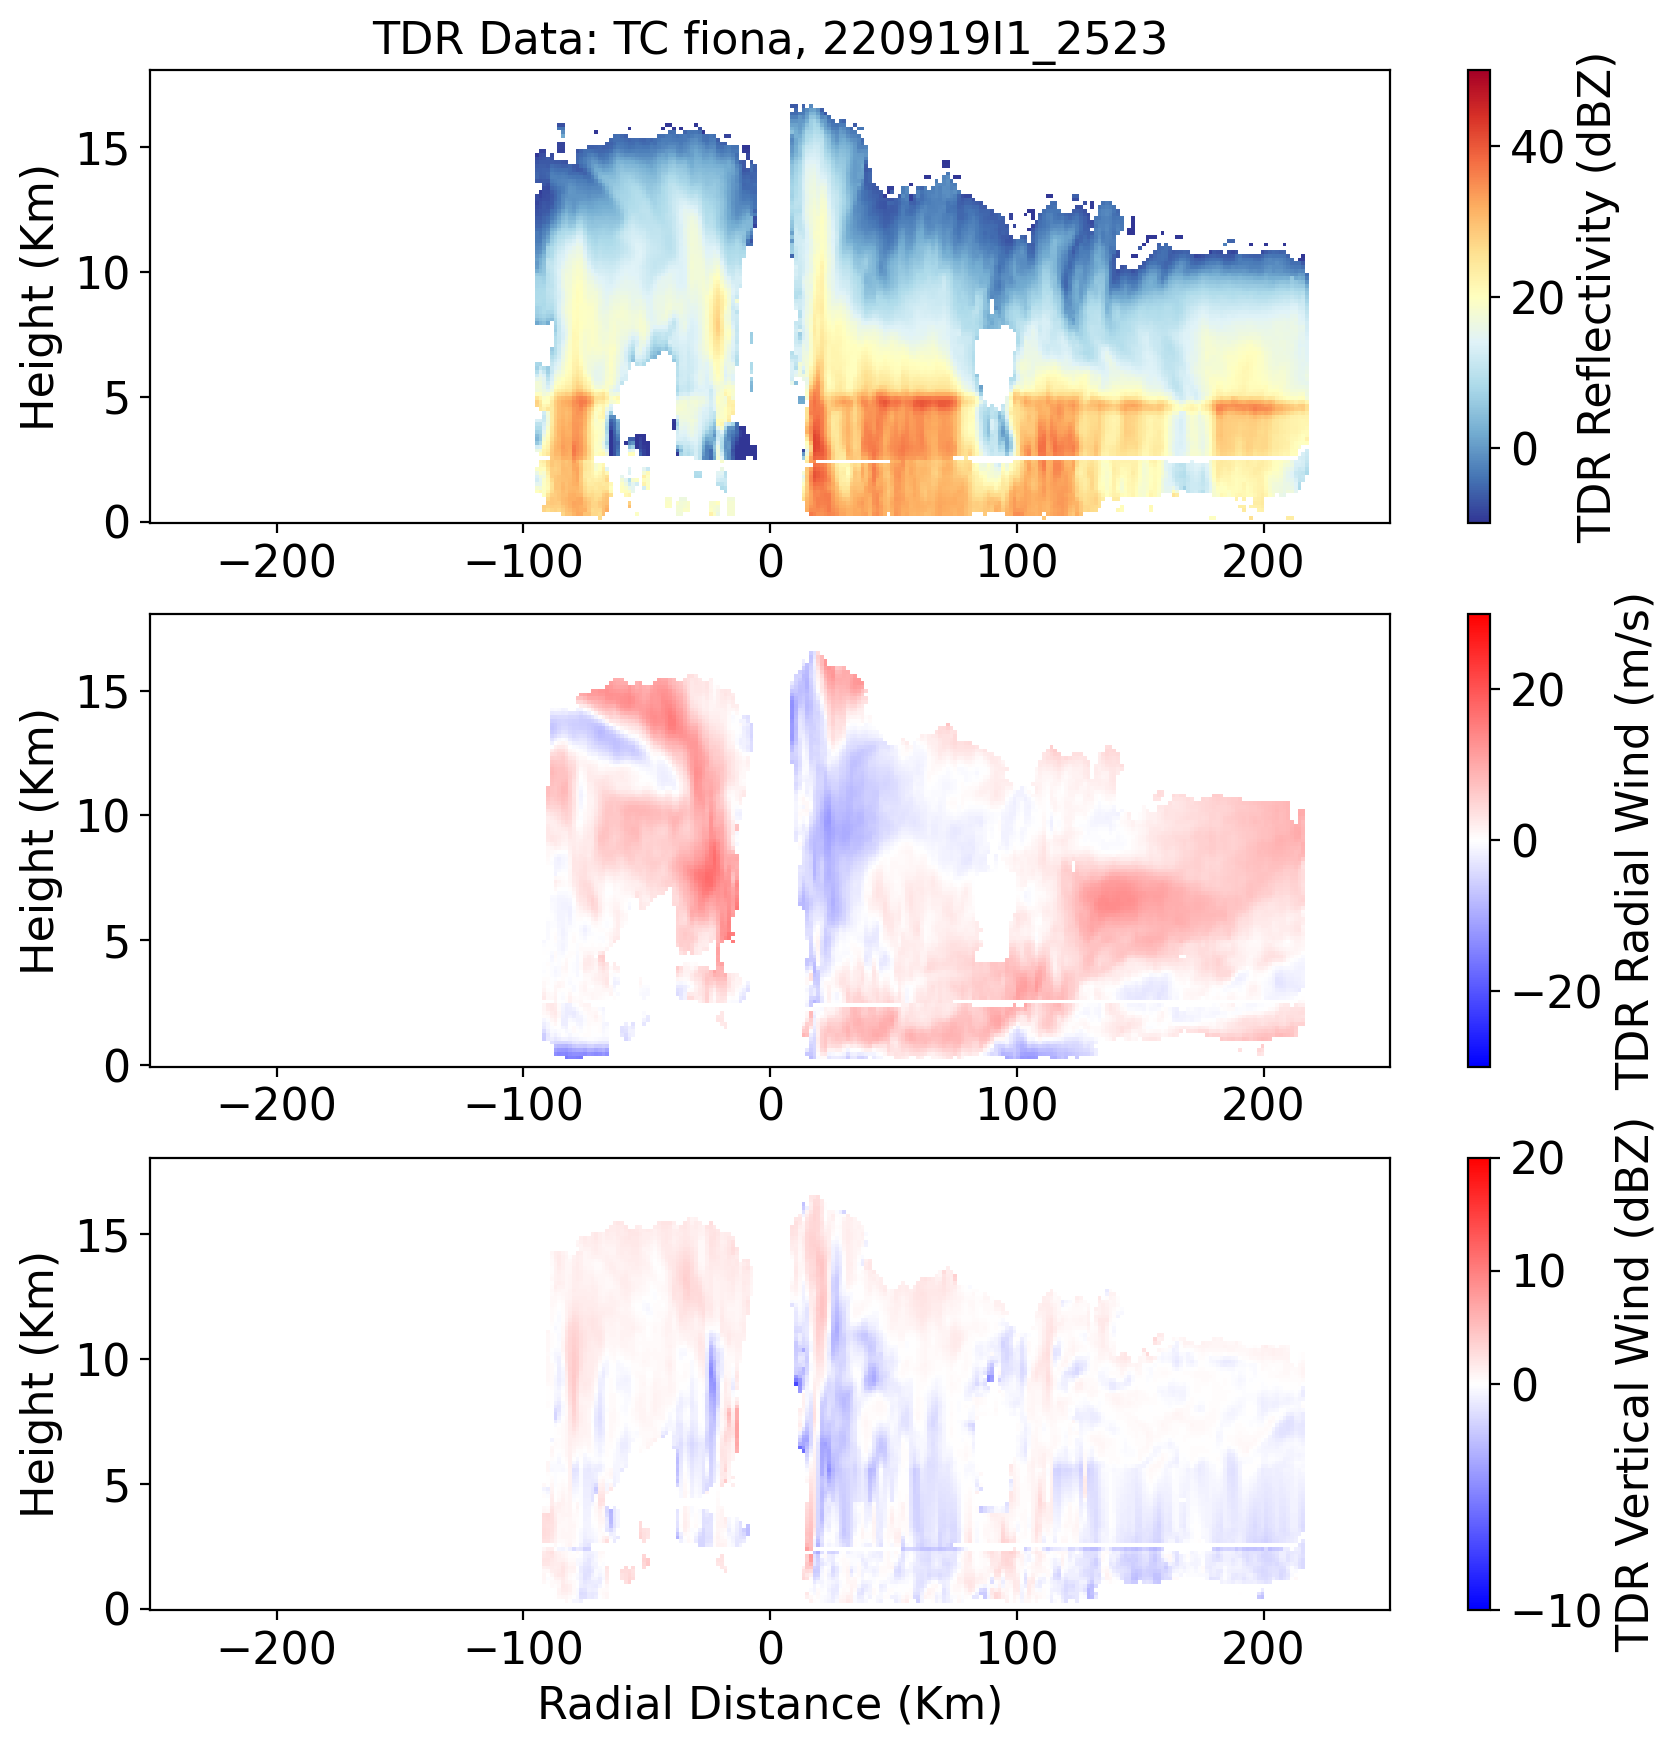 TDR Data: TC fiona, 220919I1_2523
15
10
5
0
Height (Km)
−200 −100 0 100 200
40
20
0
TDR Reflectivity (dBZ)
15
10
5
0
Height (Km)
−200 −100 0 100 200
20
0
−20
TDR Radial Wind (m/s)
15
10
5
0
Height (Km)
−200 −100 0 100 200
Radial Distance (Km)
20
10
0
−10
TDR Vertical Wind (dBZ)